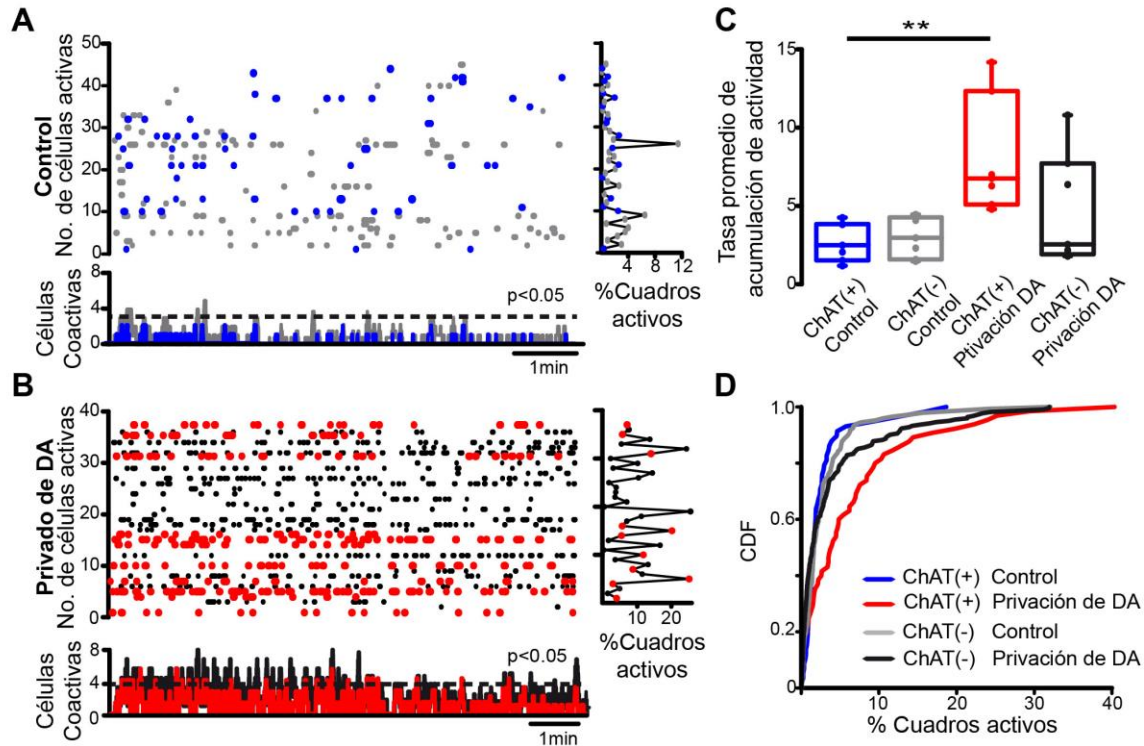 A
Control
No. de células activas
50
40
30
20
10
0
4 8 12
%Cuadros
activos
Células
Coactivas
8
4
0
p<0.05
1min
B
Privado de DA
No. de células activas
40
30
20
10
0
10 20
%Cuadros
activos
Células
Coactivas
8
4
0
p<0.05
1min
C
**
Tasa promedio de
acumulación de actividad
15
10
5
0
ChAT(+)
Control
ChAT(-)
Control
ChAT(+)
Ptivación DA
ChAT(-)
Privación DA
D
CDF
1.0
0.6
0.2
0
10 20 30 40
% Cuadros activos
ChAT(+) Control
ChAT(+) Privación de DA
ChAT(-) Control
ChAT(-) Privación de DA